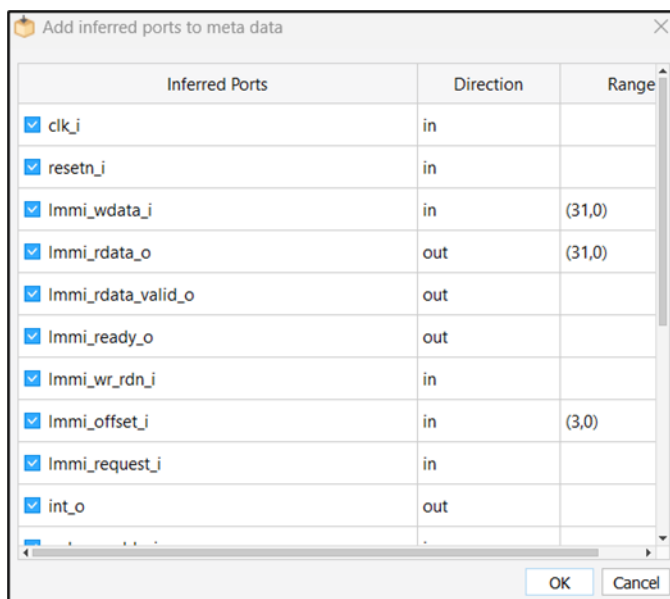 Add inferred ports to meta data
Inferred Ports Direction Range
clk_i in
resetn_i in
lmmi_wdata_i in (31,0)
lmmi_rdata_o out (31,0)
lmmi_rdata_valid_o out
lmmi_ready_o out
lmmi_wr_rdn_i in
lmmi_offset_i in (3,0)
lmmi_request_i in
int_o out
OK Cancel